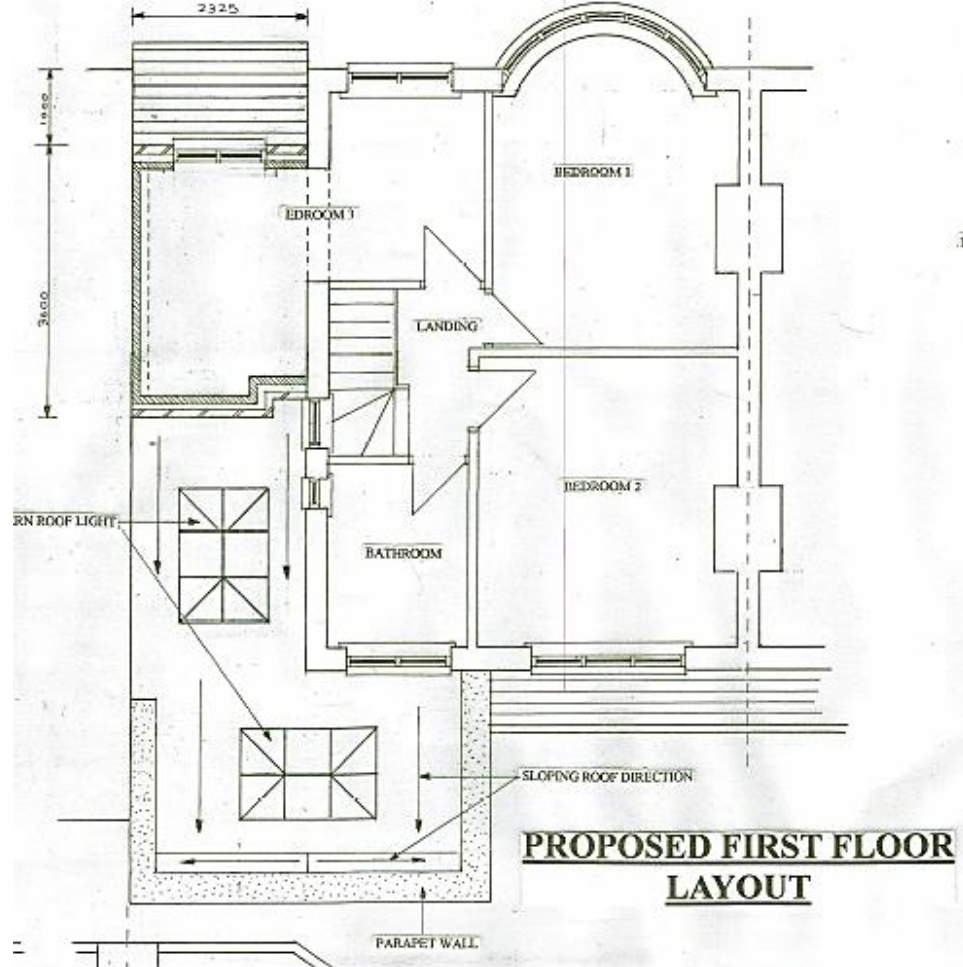 2325
BEDROOM 1
EDROOM 3
3600
LANDING
BEDROOM 2
RN ROOF LIGHT
BATHROOM
SLOPING ROOF DIRECTION
PROPOSED FIRST FLOOR
LAYOUT
PARAPET WALL